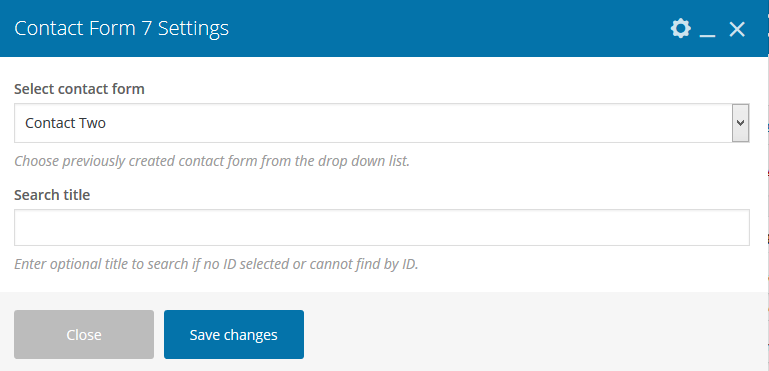 Contact Form 7 Settings
Select contact form
Contact Two
Choose previously created contact form from the drop down list.
Search title
Enter optional title to search if no ID selected or cannot find by ID.
Close
Save changes